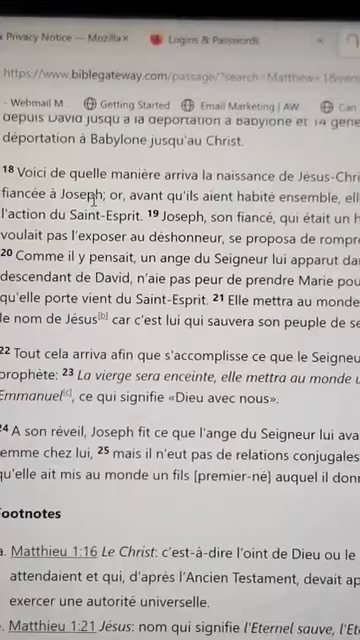 Privacy Notice — Mozilla × Logins & Passwords ×
https://www.biblegateway.com/passage/?search=Matthew+1&vers
- Webmail M... Getting Started Email Marketing | AW Can
depuis David jusqu'à la déportation à Babylone et 14 géné
déportation à Babylone jusqu'au Christ.
18 Voici de quelle manière arriva la naissance de Jésus-Chri
fiancée à Joseph; or, avant qu'ils aient habité ensemble, ell
l'action du Saint-Esprit. 19 Joseph, son fiancé, qui était un h
voulait pas l'exposer au déshonneur, se proposa de rompr
20 Comme il y pensait, un ange du Seigneur lui apparut da
descendant de David, n'aie pas peur de prendre Marie pou
qu'elle porte vient du Saint-Esprit. 21 Elle mettra au monde
le nom de Jésus[b] car c'est lui qui sauvera son peuple de se
22 Tout cela arriva afin que s'accomplisse ce que le Seigneu
prophète: 23 La vierge sera enceinte, elle mettra au monde u
Emmanuel[c], ce qui signifie «Dieu avec nous».
24 A son réveil, Joseph fit ce que l'ange du Seigneur lui ava
emme chez lui, 25 mais il n'eut pas de relations conjugales
qu'elle ait mis au monde un fils [premier-né] auquel il donn
ootnotes
a. Matthieu 1:16 Le Christ: c'est-à-dire l'oint de Dieu ou le
attendaient et qui, d'après l'Ancien Testament, devait ap
exercer une autorité universelle.
. Matthieu 1:21 Jésus: nom qui signifie l'Eternel sauve, l'Ete